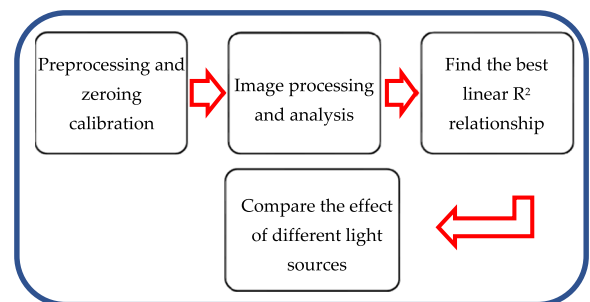 Preprocessing and
zeroing
calibration
Image processing
and analysis
Find the best
linear R²
relationship
Compare the effect
of different light
sources